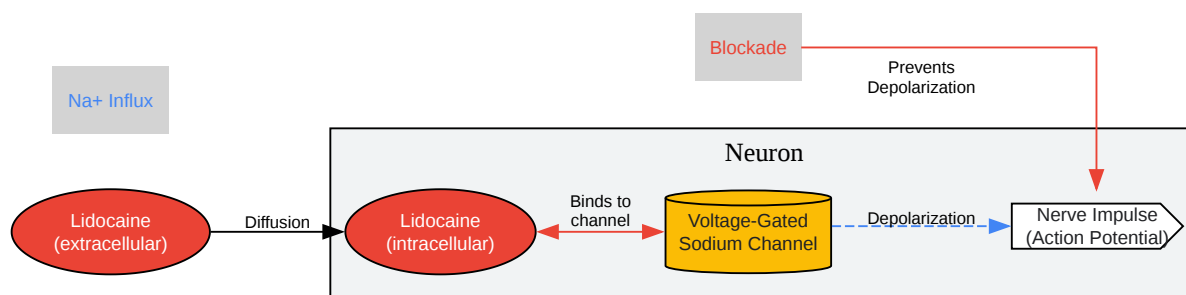 Blockade
Prevents
Depolarization
Na+ Influx
Neuron
Lidocaine
(extracellular)
Diffusion
Lidocaine
(intracellular)
Binds to
channel
Voltage-Gated
Sodium Channel
Depolarization
Nerve Impulse
(Action Potential)